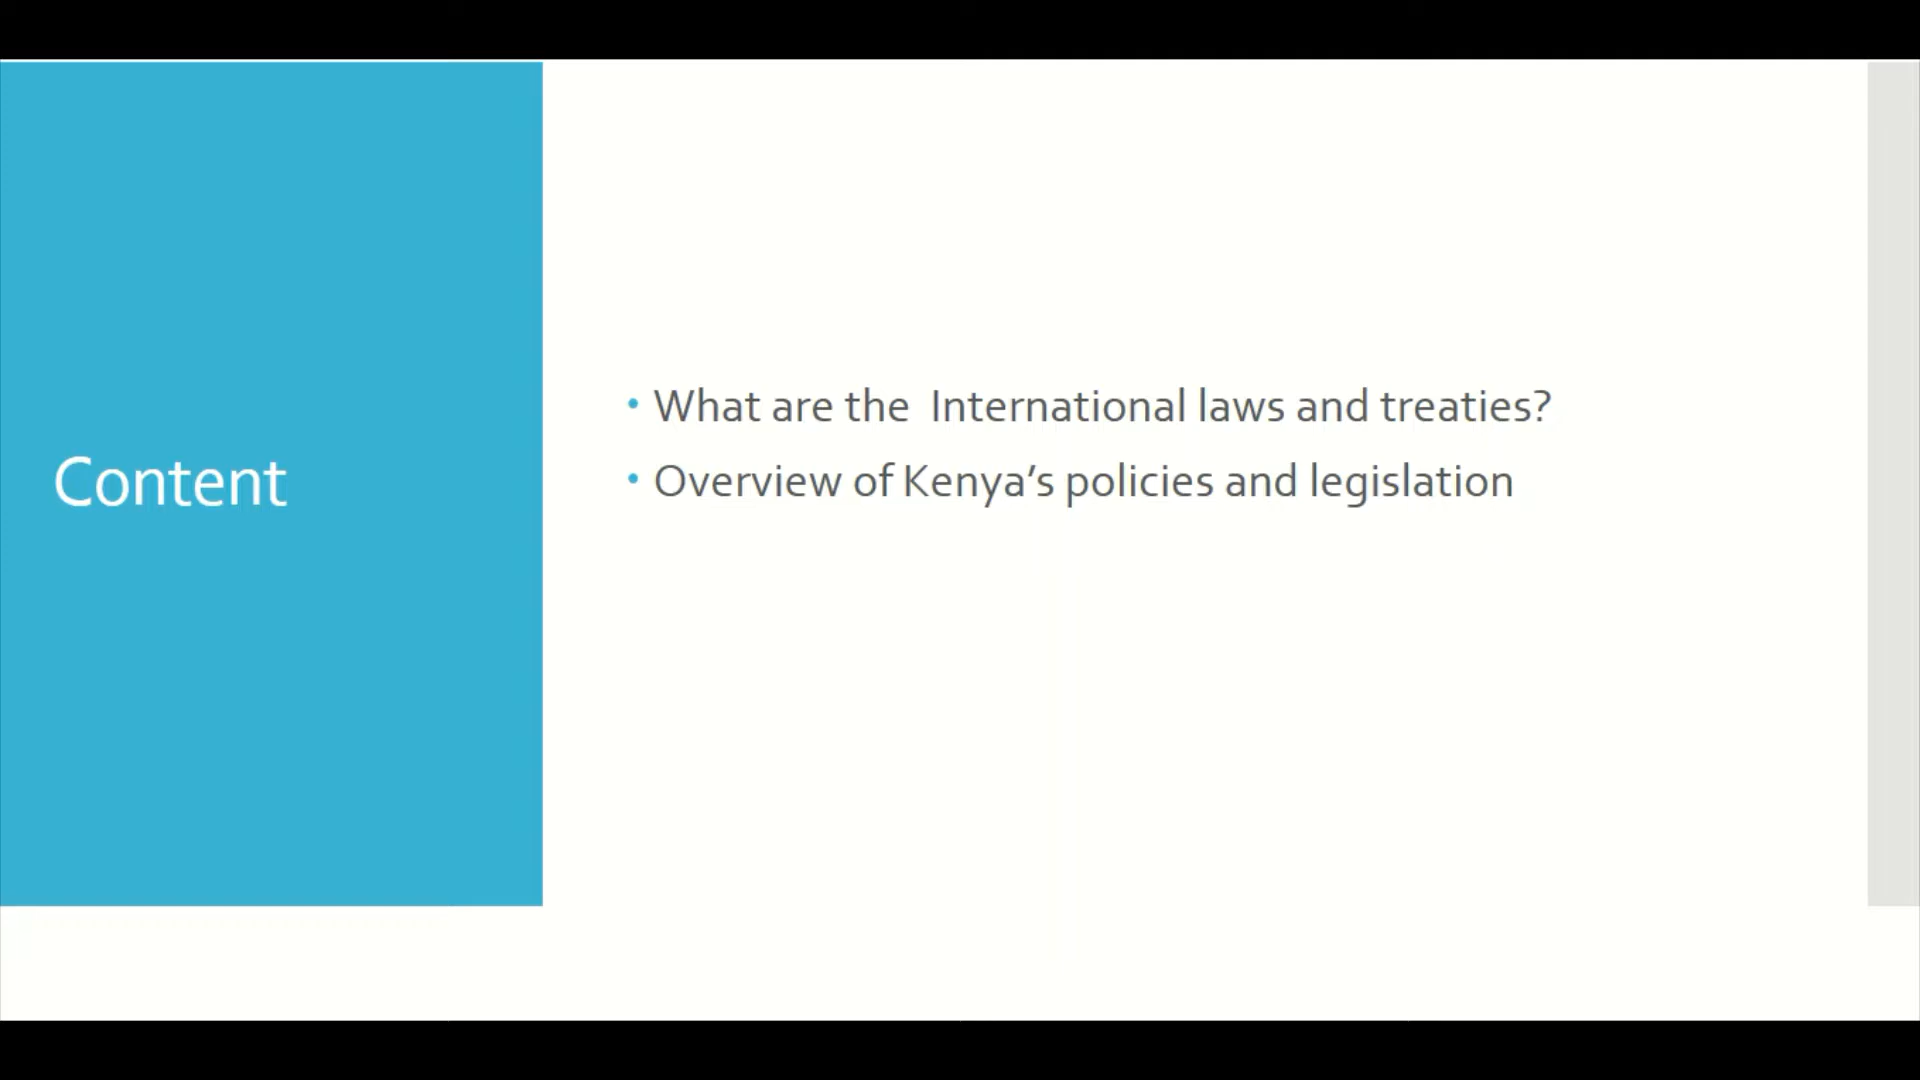 Content
• What are the  International laws and treaties?
• Overview of Kenya’s policies and legislation